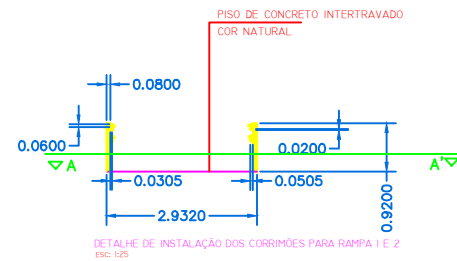 PISO DE CONCRETO INTERTRAVADO
COR NATURAL
0.0800
0.0600
0.0200
A
A'
0.0305
0.0505
0.9200
2.9320
DETALHE DE INSTALAÇÃO DOS CORRIMÕES PARA RAMPA 1 E 2
ESC: 1:25